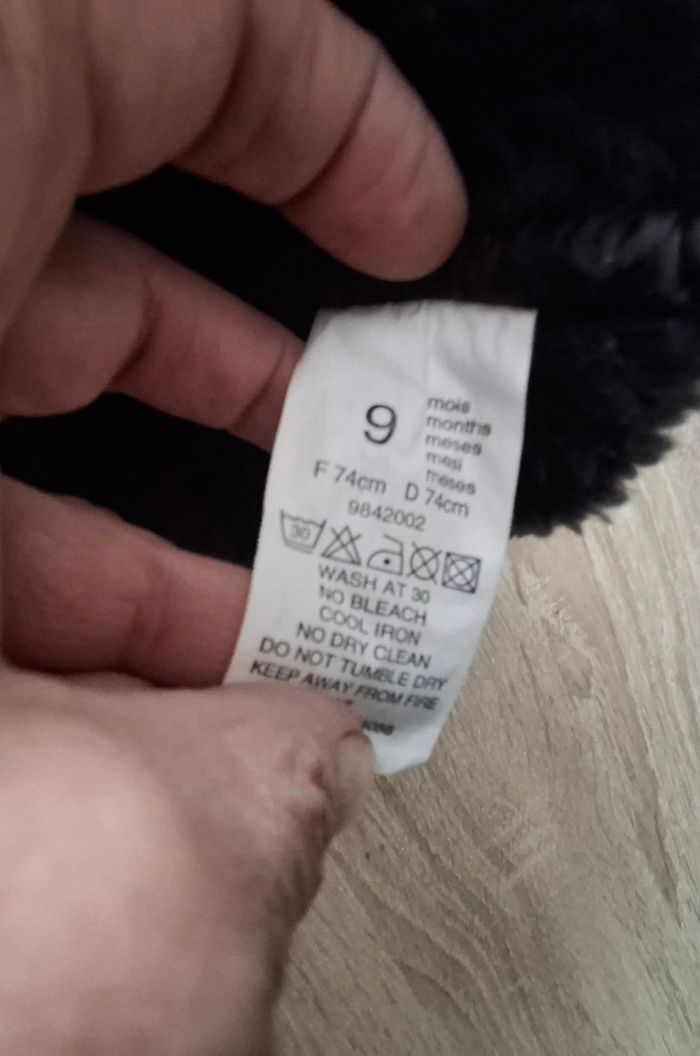 9
mois
months
meses
mesi
meses
F 74cm D 74cm
9842002
30
WASH AT 30
NO BLEACH
COOL IRON
NO DRY CLEAN
DO NOT TUMBLE DRY
KEEP AWAY FROM FIRE